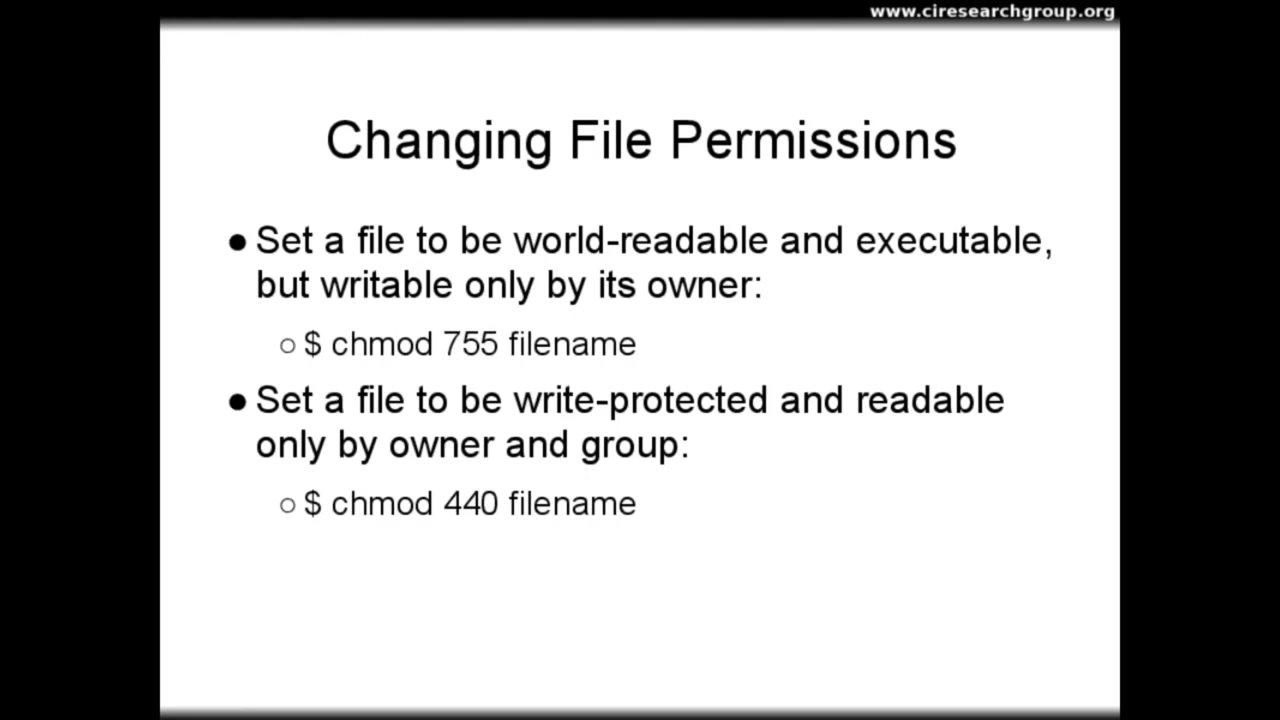 www.ciresearchgroup.org
Changing File Permissions
● Set a file to be world-readable and executable,
but writable only by its owner:
○ $ chmod 755 filename
● Set a file to be write-protected and readable
only by owner and group:
○ $ chmod 440 filename